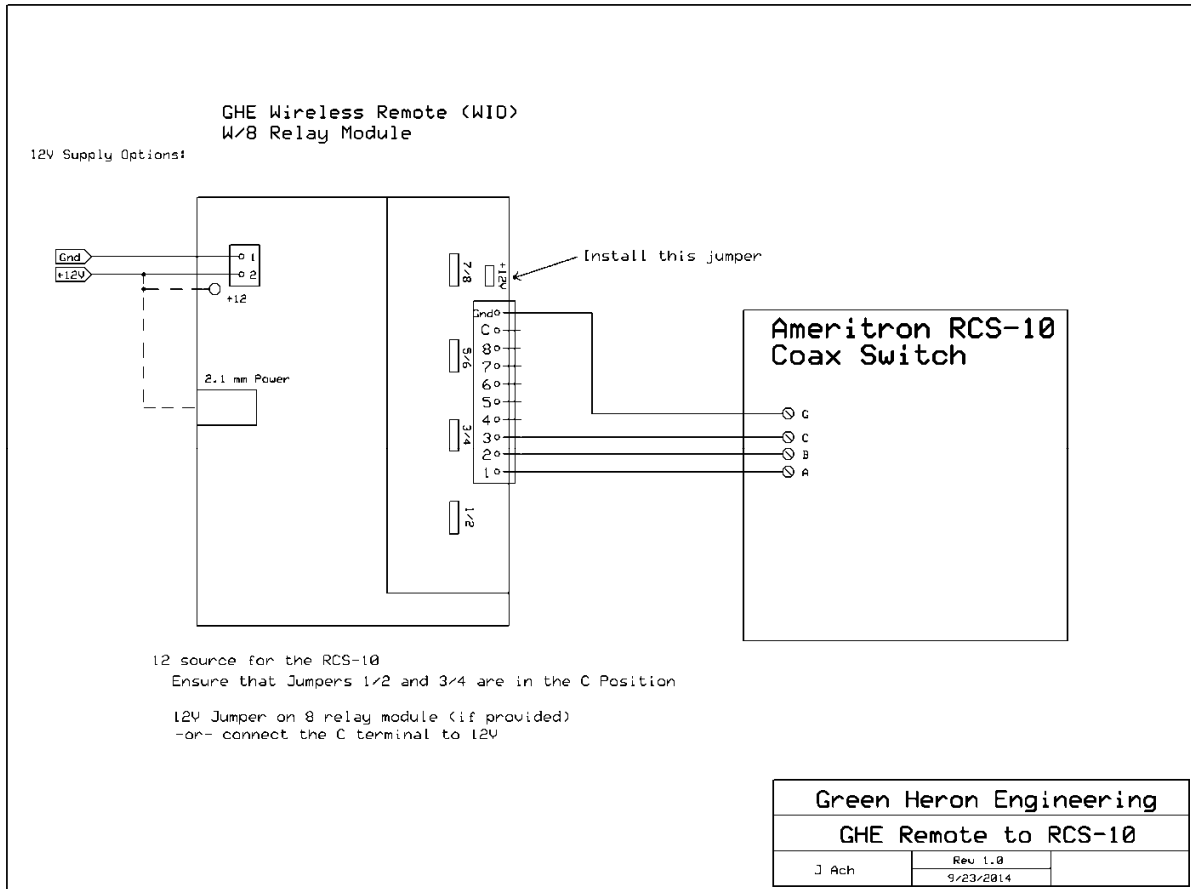 GHE Wireless Remote (WIO)
W/8 Relay Module
12V Supply Options:
Gnd
+12V
1
2
+12
2.1 mm Power
7/8
+12V
Install this jumper
5/6
3/4
1/2
Gnd
C
8
7
6
5
4
3
2
1
Ameritron RCS-10
Coax Switch
G
C
B
A
12 source for the RCS-10
Ensure that Jumpers 1/2 and 3/4 are in the C Position
12V Jumper on 8 relay module (if provided)
-or- connect the C terminal to 12V
Green Heron Engineering
GHE Remote to RCS-10
J Ach
Rev 1.0
9/23/2014